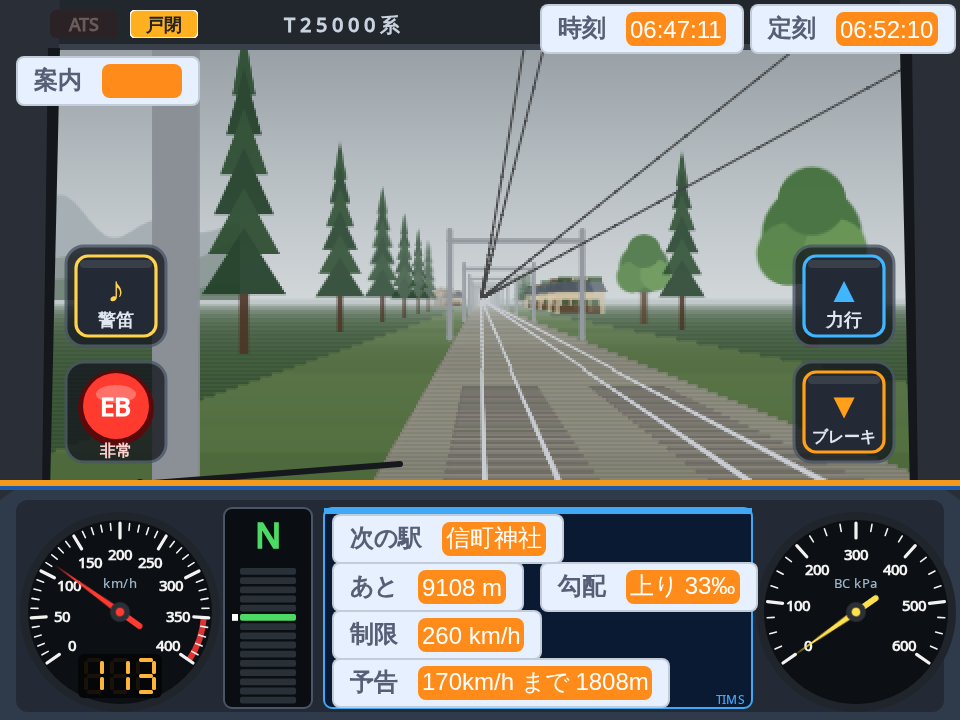 ATS 戸閉 T25000系 時刻 06:47:11 定刻 06:52:10
案内
♪ 警笛
▲ 力行
EB 非常
▼ ブレーキ
0 50 100 150 200 250 300 350 400 km/h
113
N
次の駅 信町神社
あと 9108 m 勾配 上り 33‰
制限 260 km/h
予告 170km/h まで 1808m
TIMS
0 100 200 300 400 500 600 BC kPa